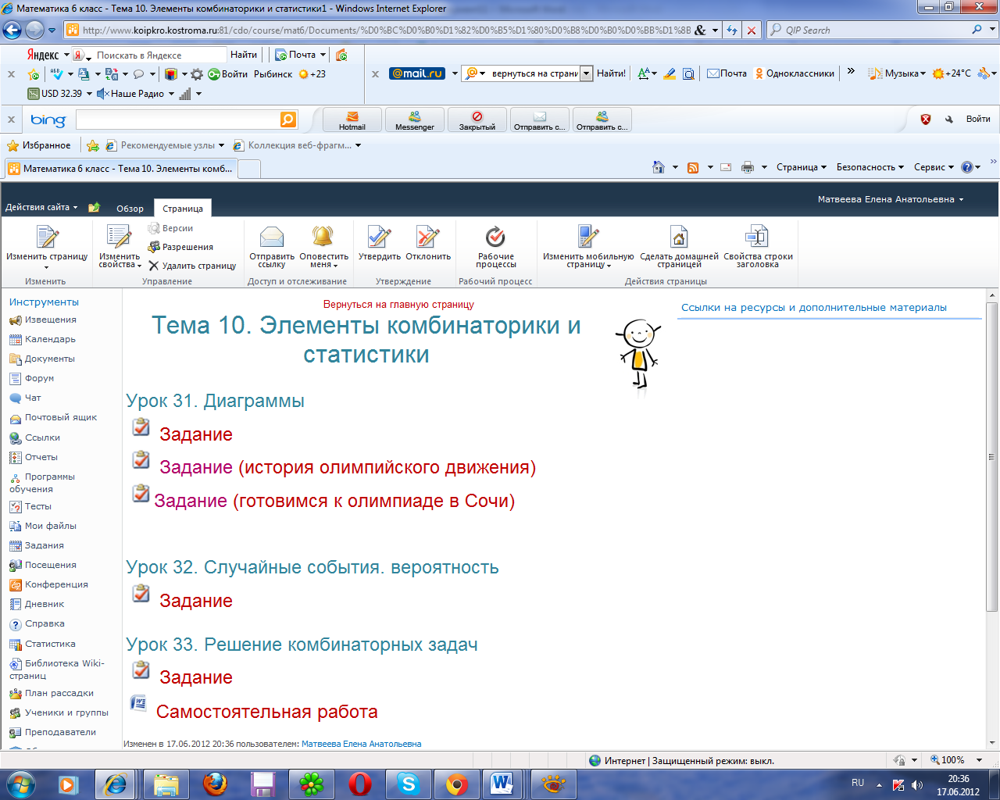 Математика 6 класс - Тема 10. Элементы комбинаторики и статистики1 - Windows Internet Explorer
http://www.koipkro.kostroma.ru:81/cdo/course/mat6/Documents/%D0%BC%D0%B0%D1%82%D0%B5%D1%80%D0%B8%D0%B0%D0%BB%D1%8B
QIP Search
Яндекс
Поискать в Яндексе
Найти
Почта
Войти
Рыбинск
+23
USD 32.39
Наше Радио
@mail.ru
вернуться на страни
Найти!
Почта
Одноклассники
Музыка
+24°C
bing
Hotmail
Messenger
Закрытый
Отправить с...
Отправить с...
Войти
Избранное
Рекомендуемые узлы
Коллекция веб-фрагм...
Математика 6 класс - Тема 10. Элементы комб...
Страница
Безопасность
Сервис
Действия сайта
Обзор
Страница
Матвеева Елена Анатольевна
Изменить страницу
Изменить
Изменить свойства
Версии
Разрешения
Удалить страницу
Управление
Отправить ссылку
Оповестить меня
Доступ и отслеживание
Утвердить
Отклонить
Утверждение
Рабочие процессы
Рабочий процесс
Изменить мобильную страницу
Сделать домашней страницей
Свойства строки заголовка
Действия страницы
Инструменты
Извещения
Календарь
Документы
Форум
Чат
Почтовый ящик
Ссылки
Отчеты
Программы
обучения
Тесты
Мои файлы
Задания
Посещения
Конференция
Дневник
Справка
Статистика
Библиотека Wiki-
страниц
План рассадки
Ученики и группы
Преподаватели
Вернуться на главную страницу
Тема 10. Элементы комбинаторики и
статистики
Урок 31. Диаграммы
Задание
Задание (история олимпийского движения)
Задание (готовимся к олимпиаде в Сочи)
Урок 32. Случайные события. вероятность
Задание
Урок 33. Решение комбинаторных задач
Задание
Самостоятельная работа
Изменен в 17.06.2012 20:36 пользователем: Матвеева Елена Анатольевна
Ссылки на ресурсы и дополнительные материалы
Интернет | Защищенный режим: выкл.
100%
RU
20:36
17.06.2012